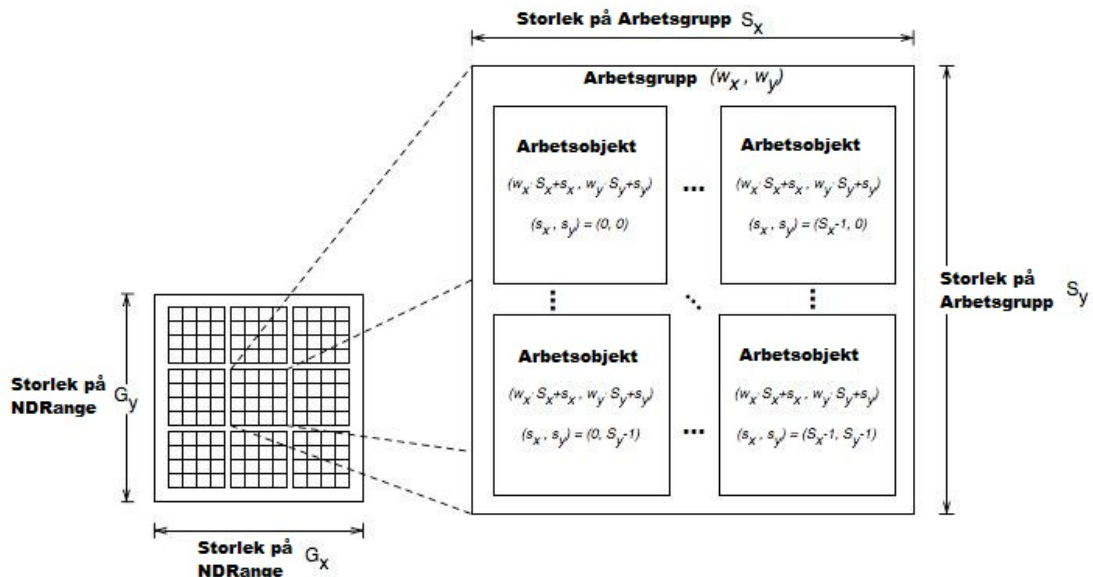 Storlek på Arbetsgrupp S_x
Arbetsgrupp (w_x , w_y)
Arbetsobjekt
(w_x· S_x+s_x , w_y· S_y+s_y)
(s_x , s_y) = (0, 0)
...
Arbetsobjekt
(w_x· S_x+s_x , w_y· S_y+s_y)
(s_x , s_y) = (S_x-1, 0)
Arbetsobjekt
(w_x· S_x+s_x , w_y· S_y+s_y)
(s_x , s_y) = (0, S_y-1)
...
Arbetsobjekt
(w_x· S_x+s_x , w_y· S_y+s_y)
(s_x , s_y) = (S_x-1, S_y-1)
Storlek på
Arbetsgrupp S_y
Storlek på
NDRange G_y
Storlek på
NDRange G_x